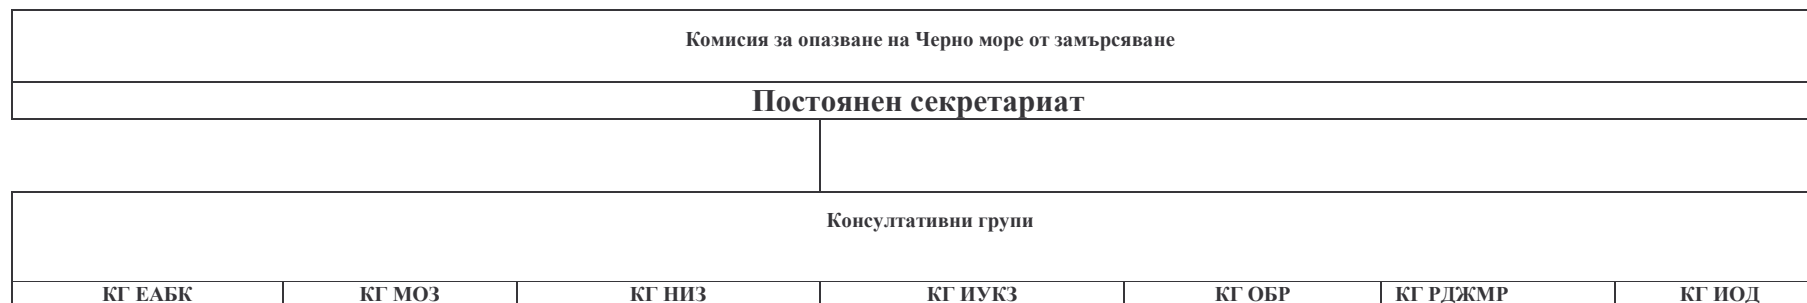 Комисия за опазване на Черно море от замърсяване
Постоянен секретариат
Консултативни групи
КГ ЕАБК КГ МОЗ КГ НИЗ КГ ИУКЗ КГ ОБР КГ РДЖМР КГ ИОД